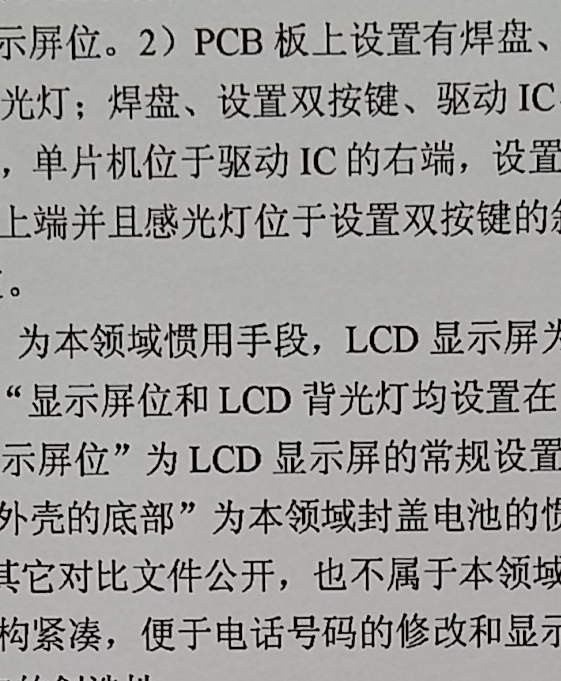 示屏位。2）PCB 板上设置有焊盘、
光灯；焊盘、设置双按键、驱动 IC
，单片机位于驱动 IC 的右端，设置
上端并且感光灯位于设置双按键的斜
。
为本领域惯用手段，LCD 显示屏为
“显示屏位和 LCD 背光灯均设置在
示屏位”为 LCD 显示屏的常规设置
外壳的底部”为本领域封盖电池的惯
其它对比文件公开，也不属于本领域
构紧凑，便于电话号码的修改和显示
的创造性